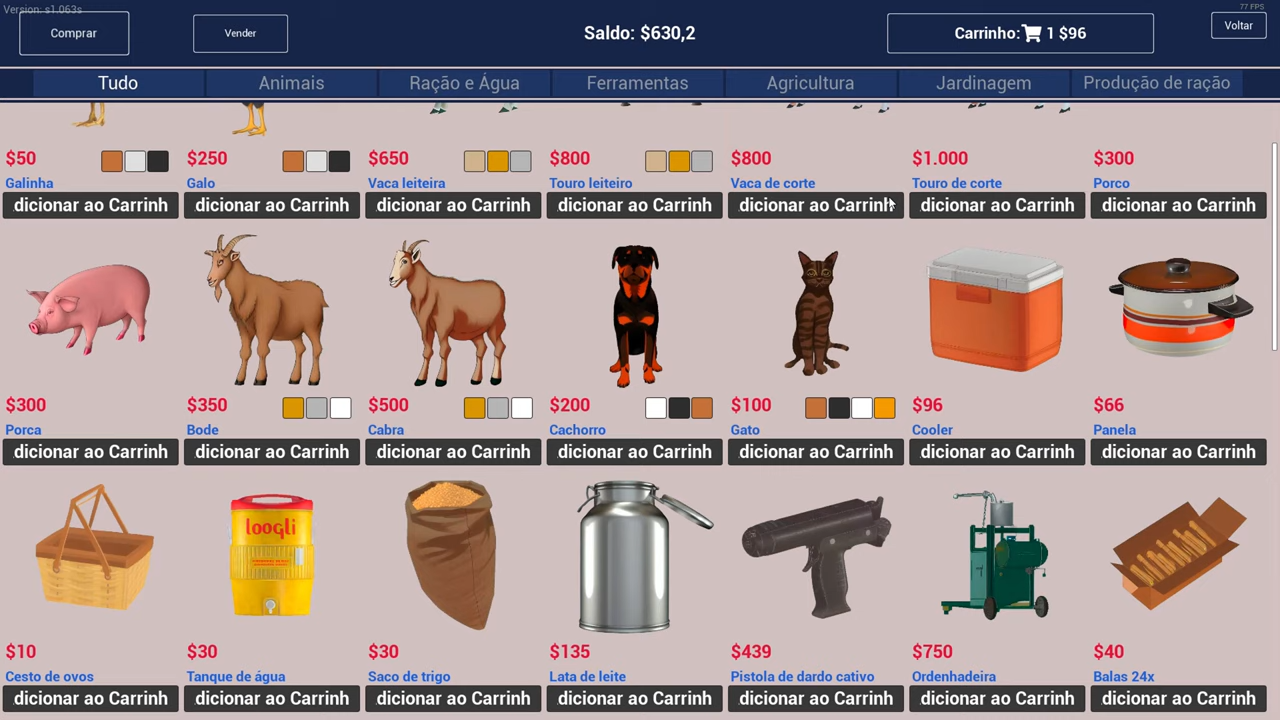 Version: s1.063s
77 FPS
Comprar
Vender
Saldo: $630,2
Carrinho: 1 $96
Voltar
Tudo
Animais
Ração e Água
Ferramentas
Agricultura
Jardinagem
Produção de ração
$50
$250
$650
$800
$800
$1.000
$300
Galinha
Galo
Vaca leiteira
Touro leiteiro
Vaca de corte
Touro de corte
Porco
dicionar ao Carrinh
dicionar ao Carrinh
dicionar ao Carrinh
dicionar ao Carrinh
dicionar ao Carrinh
dicionar ao Carrinh
dicionar ao Carrinh
$300
$350
$500
$200
$100
$96
$66
Porca
Bode
Cabra
Cachorro
Gato
Cooler
Panela
dicionar ao Carrinh
dicionar ao Carrinh
dicionar ao Carrinh
dicionar ao Carrinh
dicionar ao Carrinh
dicionar ao Carrinh
dicionar ao Carrinh
looqli
$10
$30
$30
$135
$439
$750
$40
Cesto de ovos
Tanque de água
Saco de trigo
Lata de leite
Pistola de dardo cativo
Ordenhadeira
Balas 24x
dicionar ao Carrinh
dicionar ao Carrinh
dicionar ao Carrinh
dicionar ao Carrinh
dicionar ao Carrinh
dicionar ao Carrinh
dicionar ao Carrinh